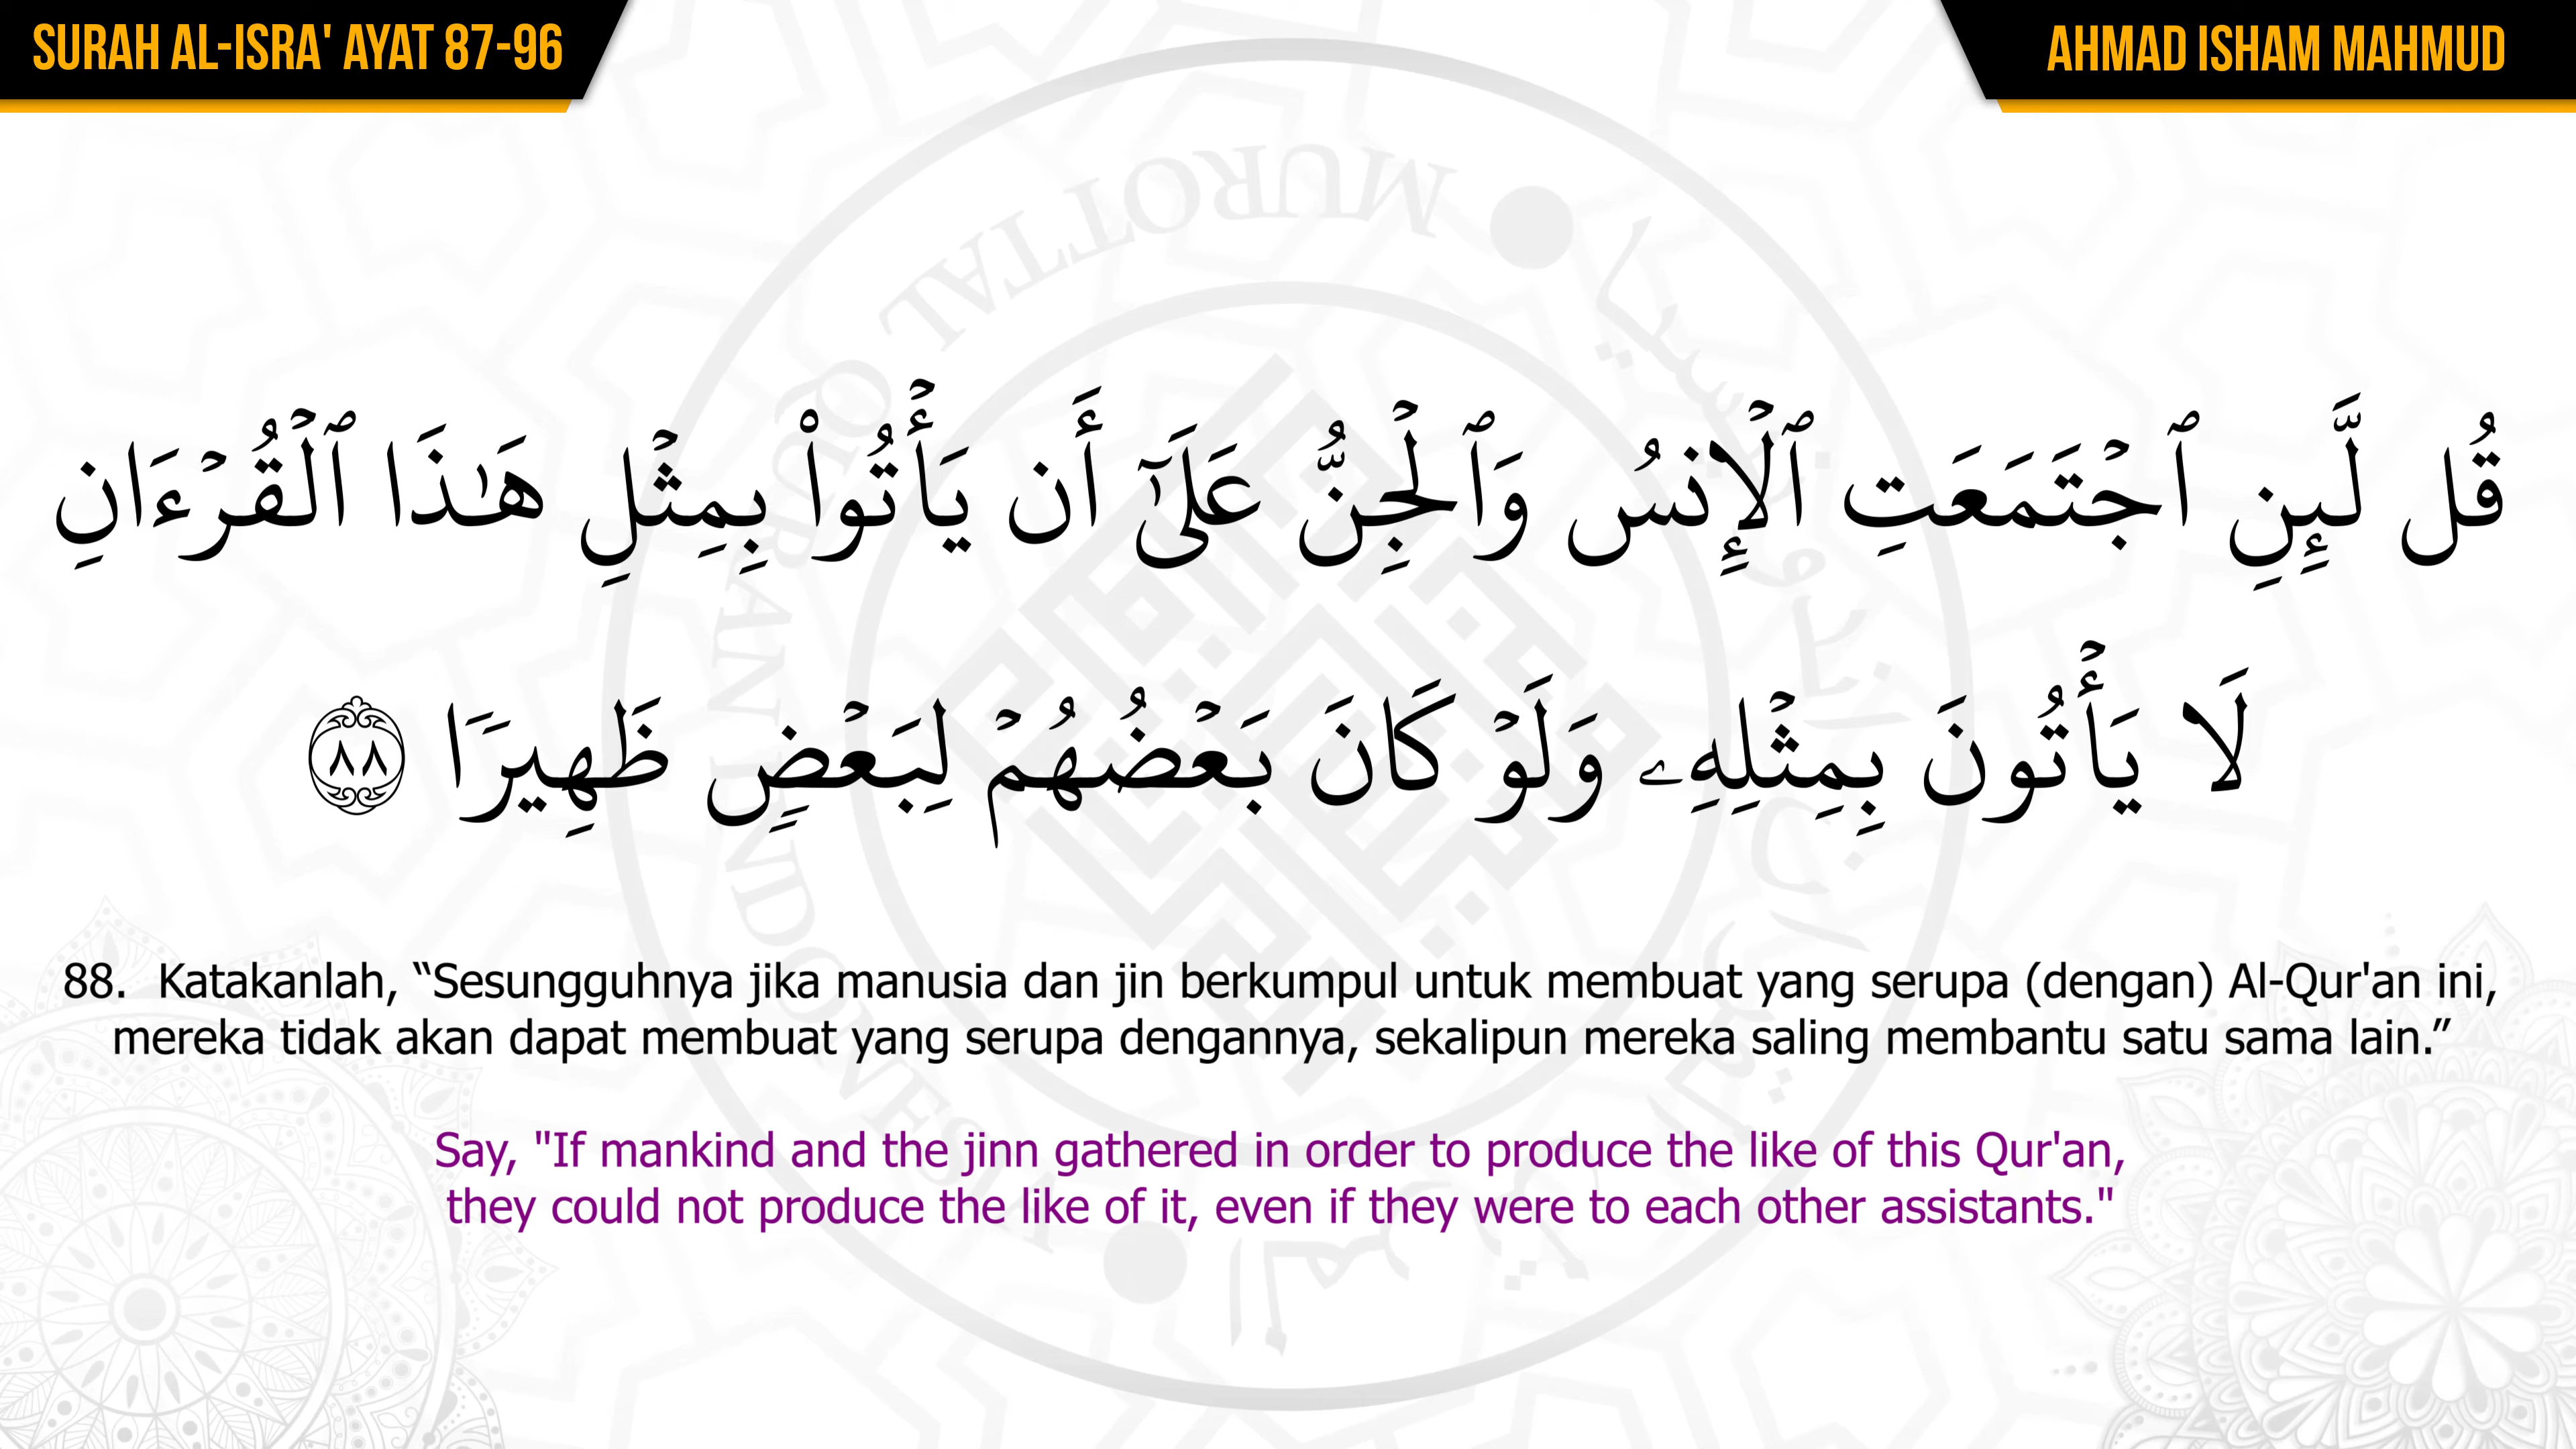 SURAH AL-ISRA' AYAT 87-96
AHMAD ISHAM MAHMUD
قُل لَّئِنِ ٱجۡتَمَعَتِ ٱلۡإِنسُ وَٱلۡجِنُّ عَلَىٰٓ أَن يَأۡتُواْ بِمِثۡلِ هَٰذَا ٱلۡقُرۡءَانِ
لَا يَأۡتُونَ بِمِثۡلِهِۦ وَلَوۡ كَانَ بَعۡضُهُمۡ لِبَعۡضٖ ظَهِيرٗا ٨٨
88. Katakanlah, “Sesungguhnya jika manusia dan jin berkumpul untuk membuat yang serupa (dengan) Al-Qur'an ini,
mereka tidak akan dapat membuat yang serupa dengannya, sekalipun mereka saling membantu satu sama lain.”
Say, "If mankind and the jinn gathered in order to produce the like of this Qur'an,
they could not produce the like of it, even if they were to each other assistants."
MUROTTAL QURAN INDONESIA